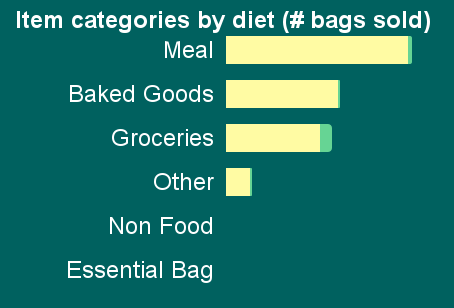 Item categories by diet (# bags sold)
Meal
Baked Goods
Groceries
Other
Non Food
Essential Bag